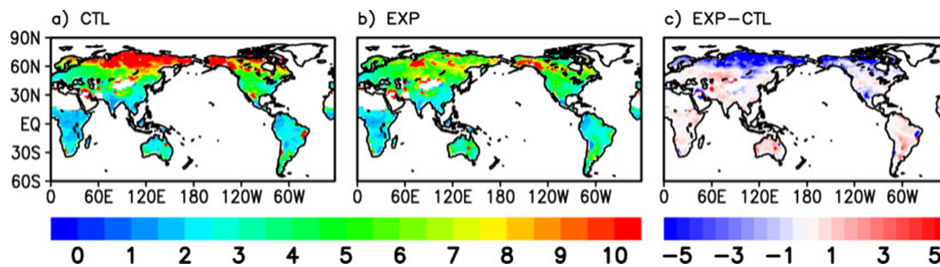 a) CTL
b) EXP
c) EXP−CTL
90N
60N
30N
EQ
30S
60S
0 60E 120E 180 120W 60W
0 60E 120E 180 120W 60W
0 60E 120E 180 120W 60W
0 1 2 3 4 5 6 7 8 9 10
−5 −3 −1 1 3 5